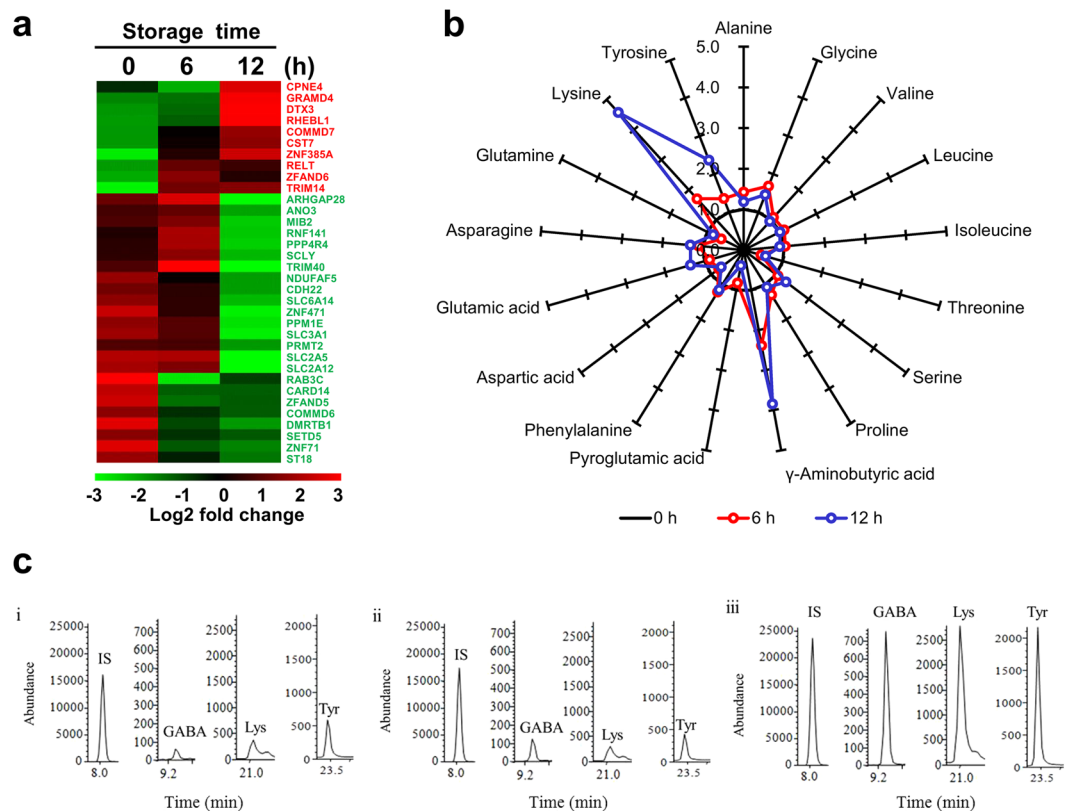 a
Storage time
0 6 12 (h)
CPNE4
GRAMD4
DTX3
RHEBL1
COMMD7
CST7
ZNF385A
RELT
ZFAND6
TRIM14
ARHGAP28
ANO3
MIB2
RNF141
PPP4R4
SCLY
TRIM40
NDUFAF5
CDH22
SLC6A14
ZNF471
PPM1E
SLC3A1
PRMT2
SLC2A5
SLC2A12
RAB3C
CARD14
ZFAND5
COMMD6
DMRTB1
SETD5
ZNF71
ST18
-3 -2 -1 0 1 2 3
Log2 fold change
b
Alanine
Glycine
Valine
Leucine
Isoleucine
Threonine
Serine
Proline
γ-Aminobutyric acid
Pyroglutamic acid
Phenylalanine
Aspartic acid
Glutamic acid
Asparagine
Glutamine
Lysine
Tyrosine
5.0
4.0
3.0
2.0
1.0
0.0
0 h 6 h 12 h
c
i
Abundance
25000
20000
15000
10000
5000
0
IS
8.0
700
600
500
400
300
200
100
0
GABA
9.2
2500
2000
1500
1000
500
0
Lys
21.0
2000
1500
1000
500
0
Tyr
23.5
Time (min)
ii
Abundance
25000
20000
15000
10000
5000
0
IS
8.0
700
600
500
400
300
200
100
0
GABA
9.2
2500
2000
1500
1000
500
0
Lys
21.0
2000
1500
1000
500
0
Tyr
23.5
Time (min)
iii
Abundance
25000
20000
15000
10000
5000
0
IS
8.0
700
600
500
400
300
200
100
0
GABA
9.2
2500
2000
1500
1000
500
0
Lys
21.0
2000
1500
1000
500
0
Tyr
23.5
Time (min)